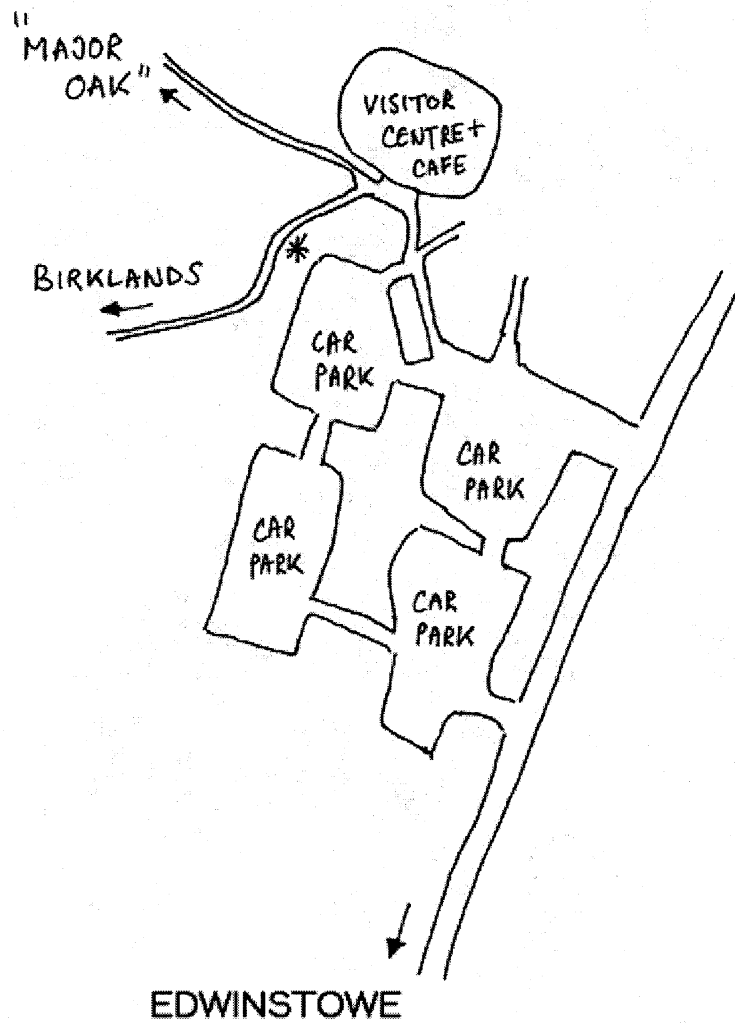 "MAJOR
OAK"
VISITOR
CENTRE +
CAFE
*
BIRKLANDS
CAR
PARK
CAR
PARK
CAR
PARK
CAR
PARK
EDWINSTOWE